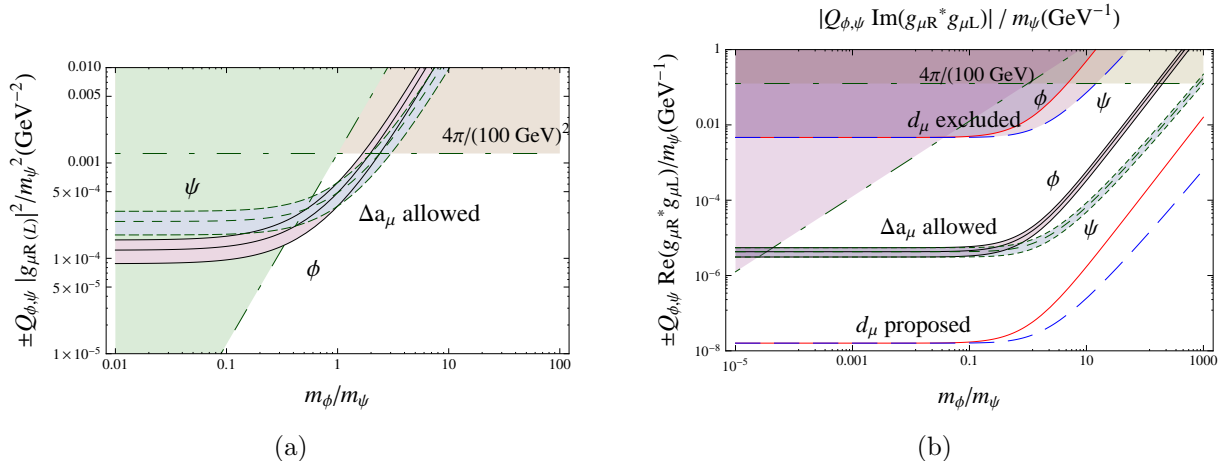 ±Q_{ϕ,ψ} |g_{μR (L)}|²/m_ψ²(GeV⁻²)
0.010
0.005
4π/(100 GeV)²
0.001
5×10⁻⁴
ψ
Δa_μ allowed
1×10⁻⁴
ϕ
5×10⁻⁵
1×10⁻⁵
0.01
0.1
1
10
100
m_ϕ/m_ψ
(a)
|Q_{ϕ,ψ} Im(g_{μR}* g_{μL})| / m_ψ(GeV⁻¹)
±Q_{ϕ,ψ} Re(g_{μR}* g_{μL})/m_ψ(GeV⁻¹)
1
4π/(100 GeV)
ϕ
ψ
d_μ excluded
0.01
10⁻⁴
ϕ
Δa_μ allowed
ψ
10⁻⁶
d_μ proposed
10⁻⁸
10⁻⁵
0.001
0.1
10
1000
m_ϕ/m_ψ
(b)